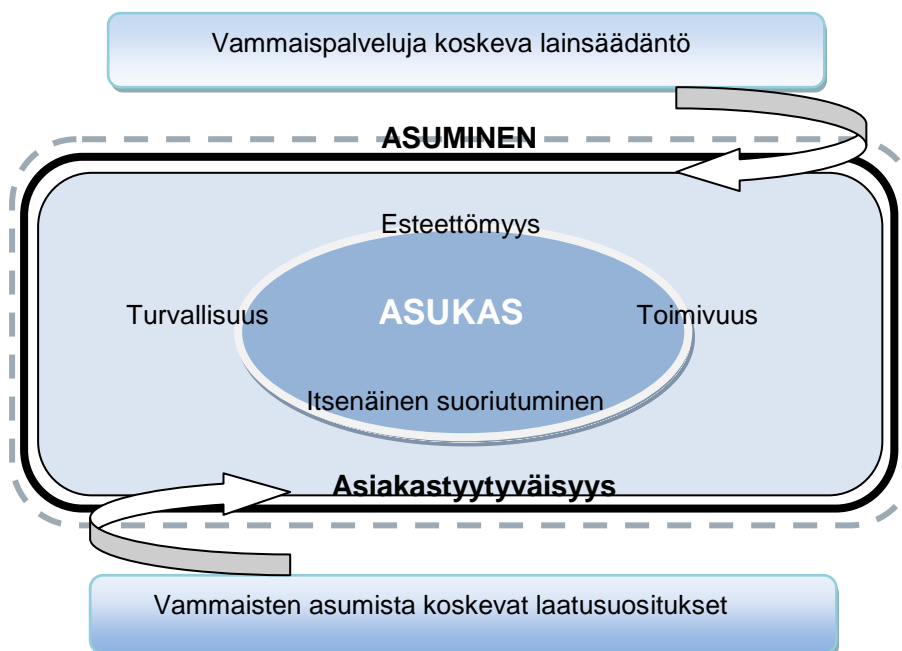 Vammaispalveluja koskeva lainsäädäntö
ASUMINEN
Esteettömyys
Turvallisuus
ASUKAS
Toimivuus
Itsenäinen suoriutuminen
Asiakastyytyväisyys
Vammaisten asumista koskevat laatusuositukset